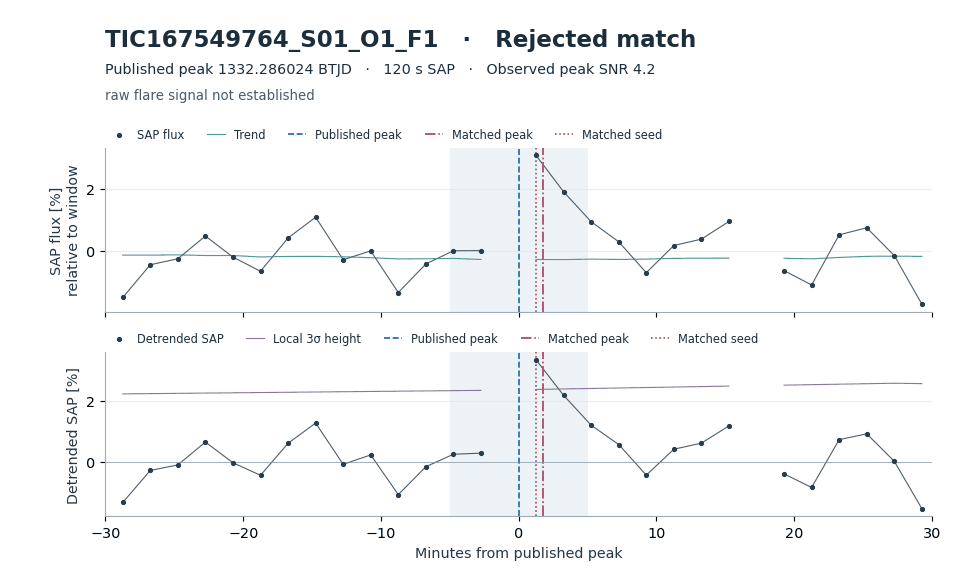 TIC167549764_S01_O1_F1 · Rejected match
Published peak 1332.286024 BTJD · 120 s SAP · Observed peak SNR 4.2
raw flare signal not established
SAP flux Trend Published peak Matched peak Matched seed
SAP flux [%]
relative to window
2
0
Detrended SAP Local 3σ height Published peak Matched peak Matched seed
Detrended SAP [%]
2
0
−30 −20 −10 0 10 20 30
Minutes from published peak